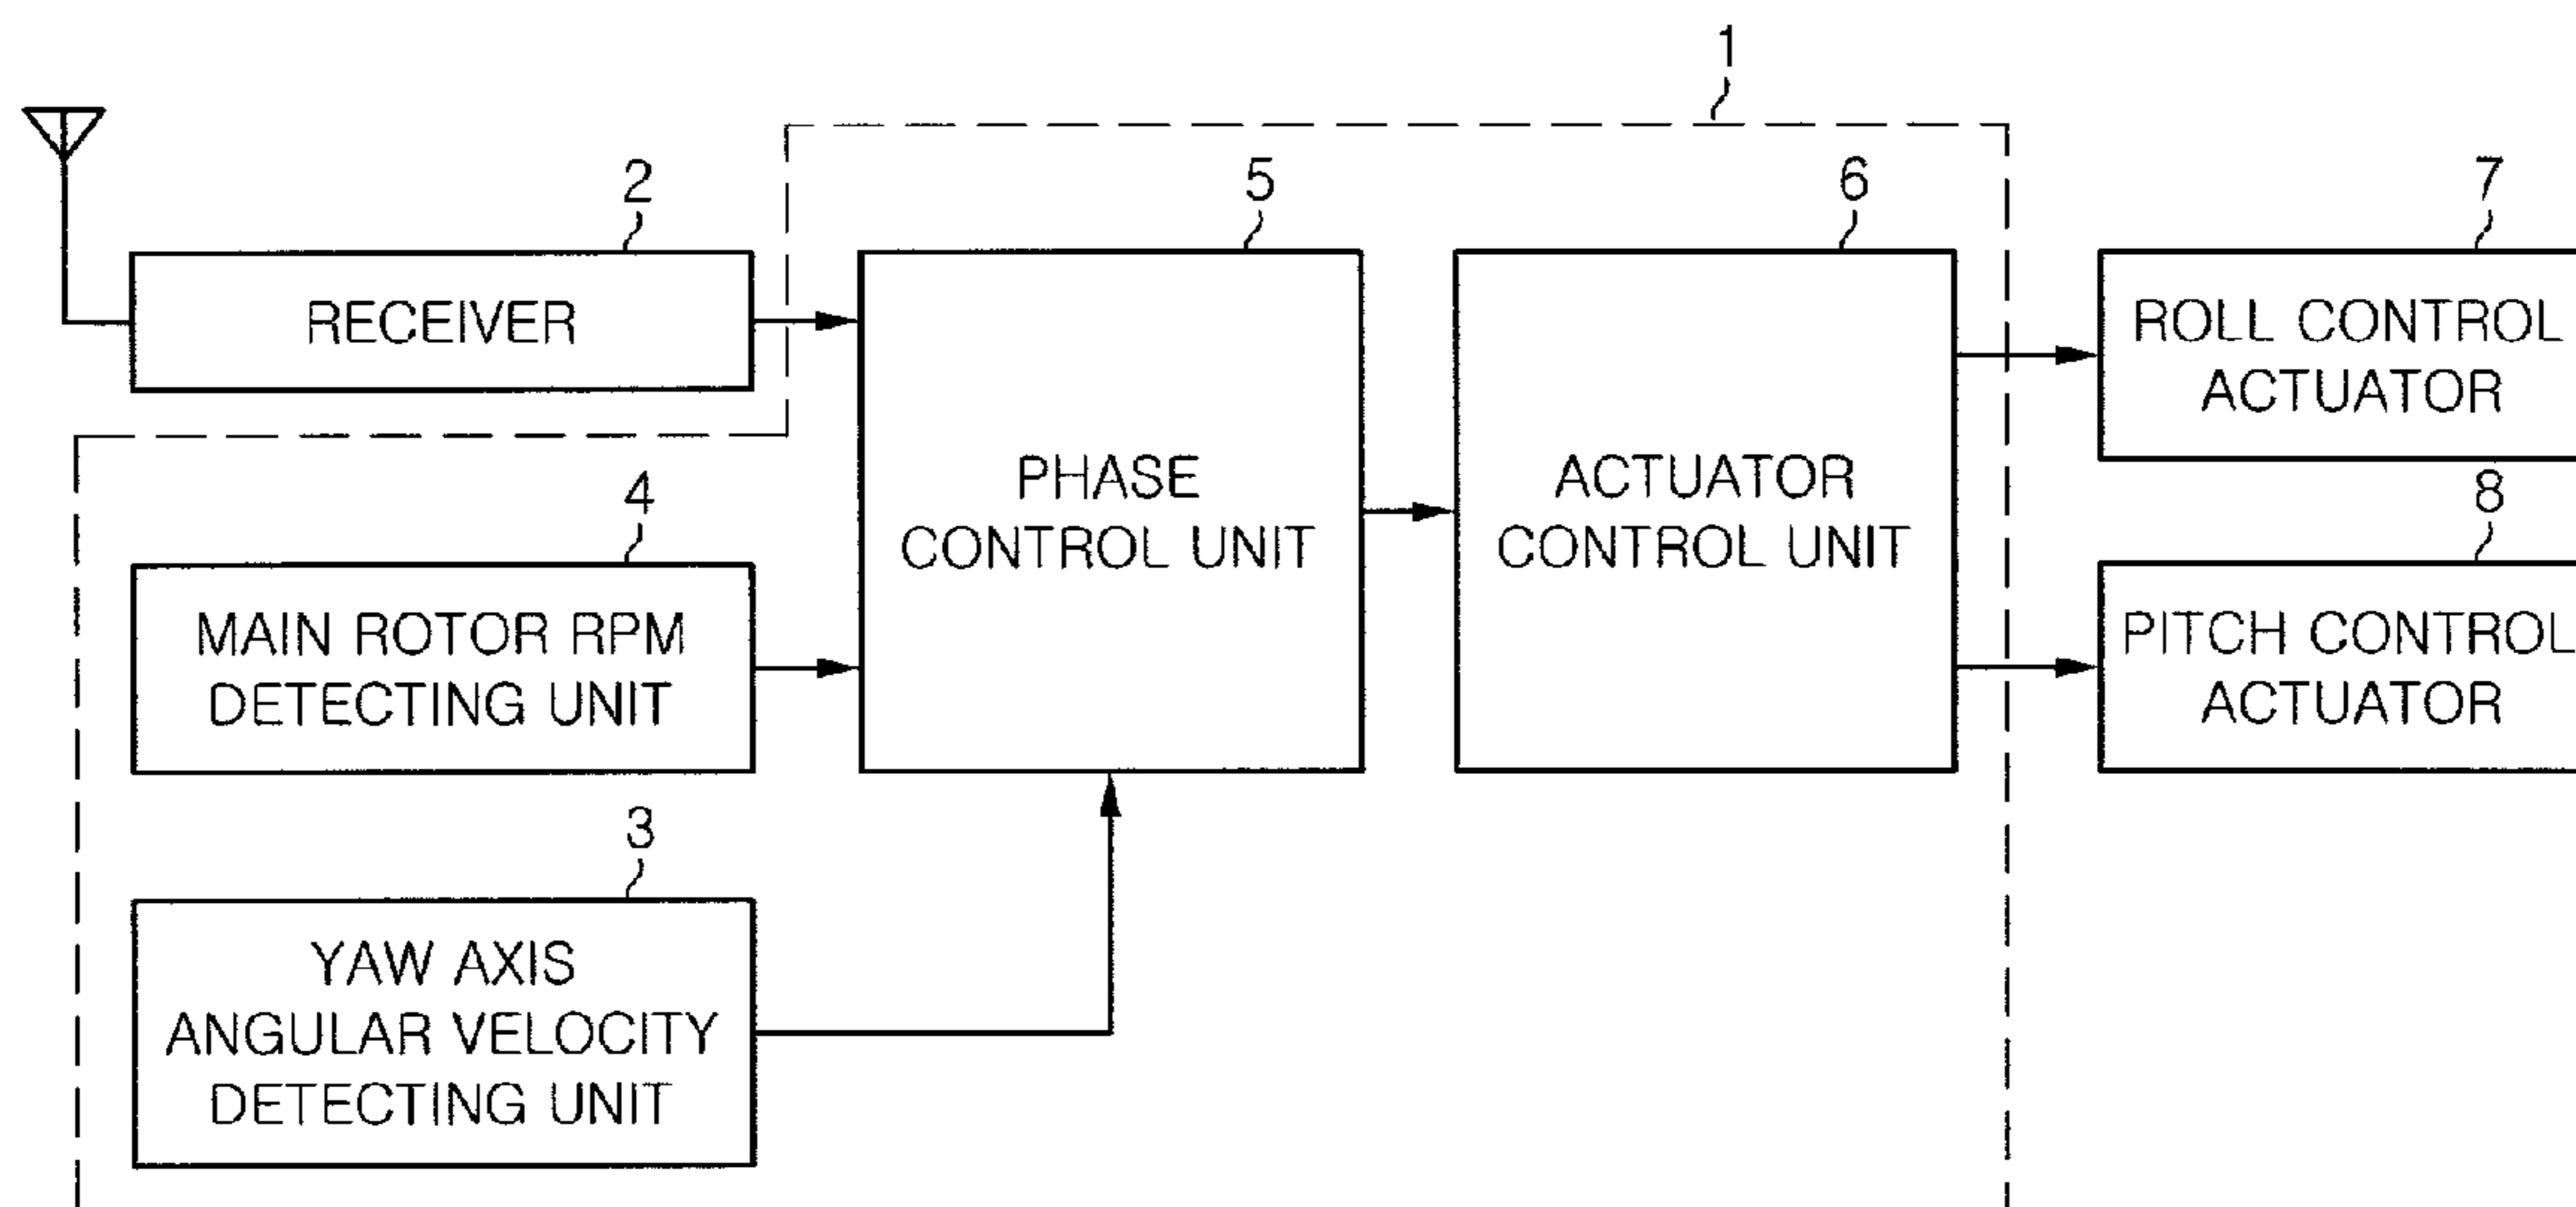 1
2
RECEIVER
4
MAIN ROTOR RPM
DETECTING UNIT
3
YAW AXIS
ANGULAR VELOCITY
DETECTING UNIT
5
PHASE
CONTROL UNIT
6
ACTUATOR
CONTROL UNIT
7
ROLL CONTROL
ACTUATOR
8
PITCH CONTROL
ACTUATOR